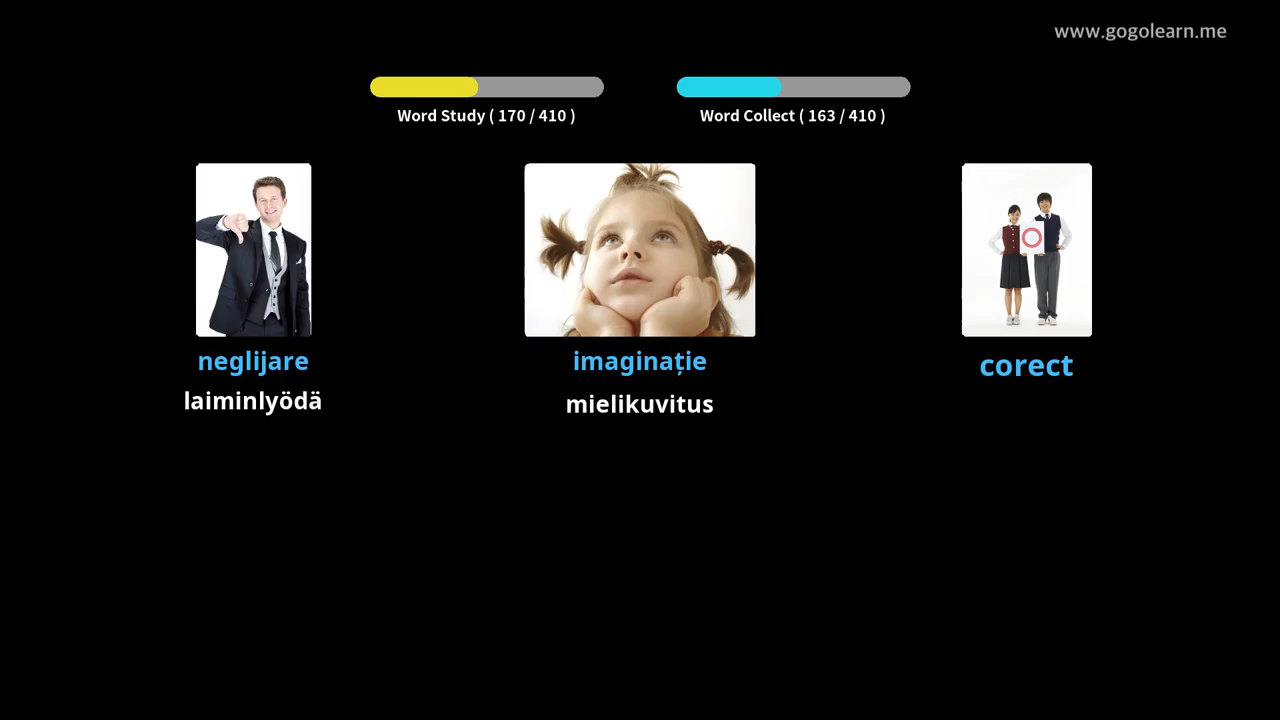 www.gogolearn.me
Word Study ( 170 / 410 )
Word Collect ( 163 / 410 )
neglijare
laiminlyödä
imaginație
mielikuvitus
corect